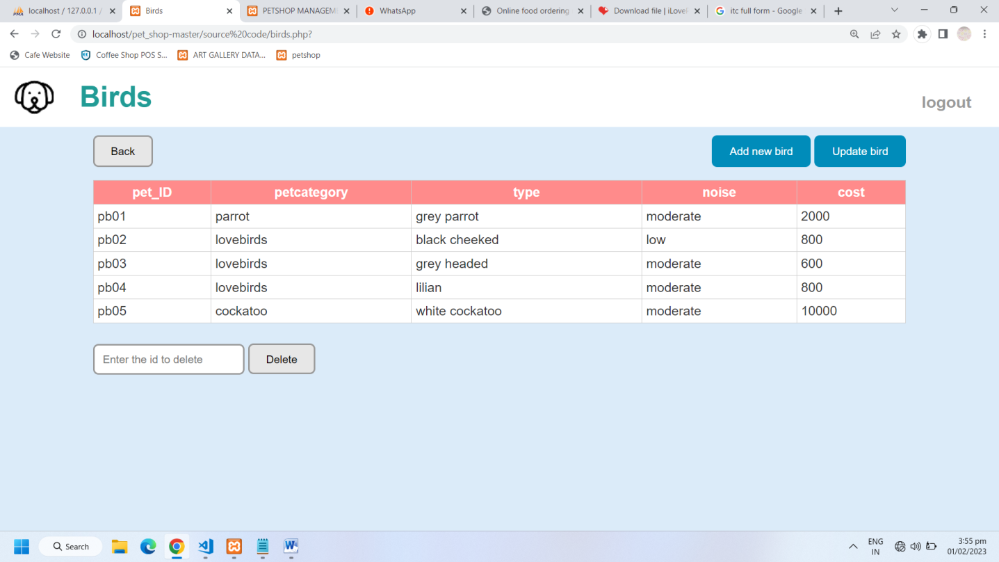 localhost / 127.0.0.1 /
Birds
PETSHOP MANAGEM
WhatsApp
Online food ordering
Download file | iLove
itc full form - Google
localhost/pet_shop-master/source%20code/birds.php?
Cafe Website
Coffee Shop POS S...
ART GALLERY DATA...
petshop
Birds
logout
Back
Add new bird
Update bird
pet_ID petcategory type noise cost
pb01 parrot grey parrot moderate 2000
pb02 lovebirds black cheeked low 800
pb03 lovebirds grey headed moderate 600
pb04 lovebirds lilian moderate 800
pb05 cockatoo white cockatoo moderate 10000
Enter the id to delete
Delete
Search
ENG
IN
3:55 pm
01/02/2023